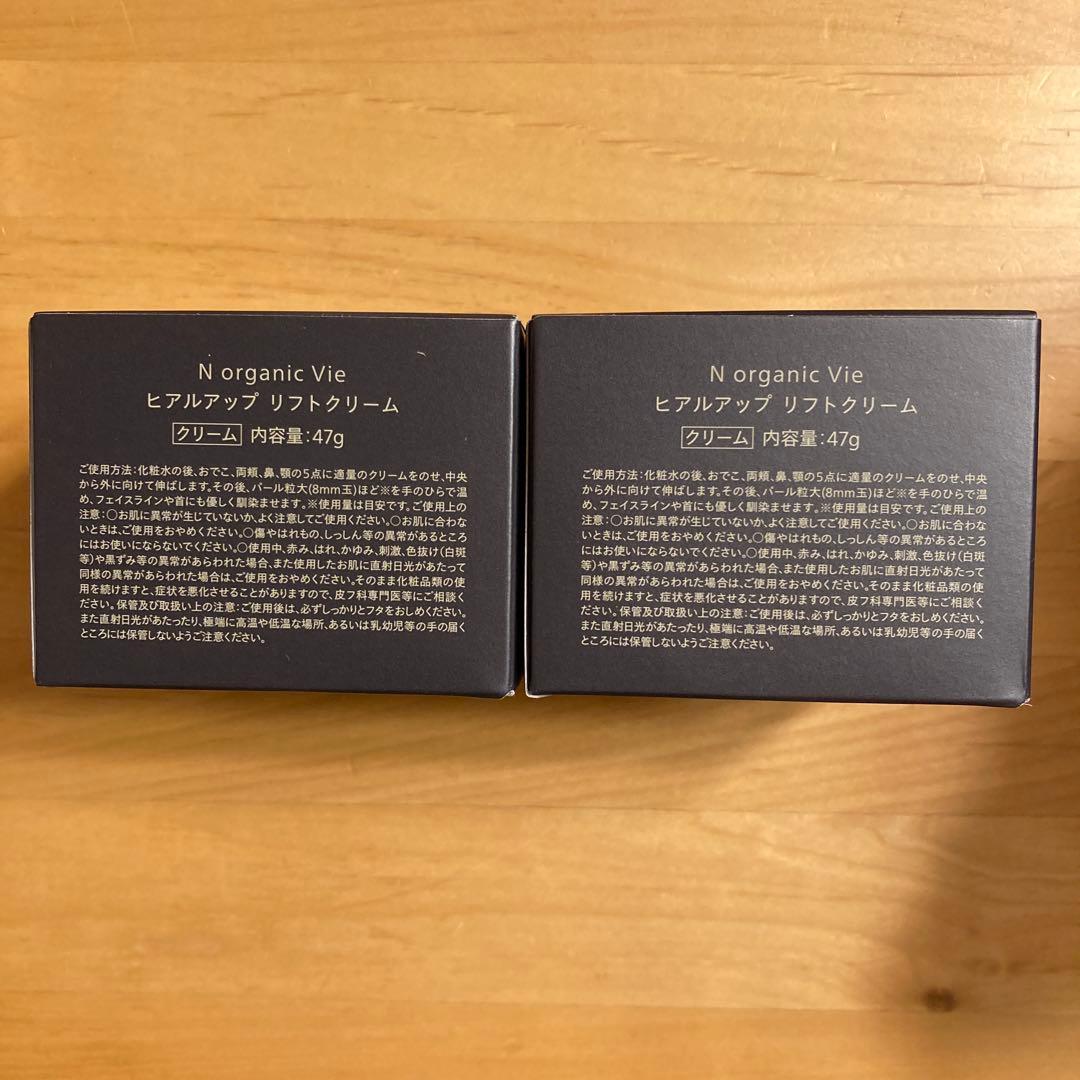 N organic Vie
ヒアルアップ リフトクリーム
クリーム 内容量:47g
ご使用方法:化粧水の後、おでこ、両頬、鼻、顎の5点に適量のクリームをのせ、中央
から外に向けて伸ばします。その後、パール粒大(8mm玉)ほど※を手のひらで温
め、フェイスラインや首にも優しく馴染ませます。※使用量は目安です。ご使用上の
注意:○お肌に異常が生じていないか、よく注意してご使用ください。○お肌に合わな
いときは、ご使用をおやめください。○傷やはれもの、しっしん等の異常があるところ
にはお使いにならないでください。○使用中、赤み、はれ、かゆみ、刺激、色抜け(白斑
等)や黒ずみ等の異常があらわれた場合、また使用したお肌に直射日光があたって
同様の異常があらわれた場合は、ご使用をおやめください。そのまま化粧品類の使
用を続けますと、症状を悪化させることがありますので、皮フ科専門医等にご相談く
ださい。保管及び取扱い上の注意:ご使用後は、必ずしっかりとフタをおしめください。
また直射日光があたったり、極端に高温や低温な場所、あるいは乳幼児等の手の届く
ところには保管しないようご注意ください。
N organic Vie
ヒアルアップ リフトクリーム
クリーム 内容量:47g
ご使用方法:化粧水の後、おでこ、両頬、鼻、顎の5点に適量のクリームをのせ、中央
から外に向けて伸ばします。その後、パール粒大(8mm玉)ほど※を手のひらで温
め、フェイスラインや首にも優しく馴染ませます。※使用量は目安です。ご使用上の
注意:○お肌に異常が生じていないか、よく注意してご使用ください。○お肌に合わな
いときは、ご使用をおやめください。○傷やはれもの、しっしん等の異常があるところ
にはお使いにならないでください。○使用中、赤み、はれ、かゆみ、刺激、色抜け(白斑
等)や黒ずみ等の異常があらわれた場合、また使用したお肌に直射日光があたって
同様の異常があらわれた場合は、ご使用をおやめください。そのまま化粧品類の使
用を続けますと、症状を悪化させることがありますので、皮フ科専門医等にご相談く
ださい。保管及び取扱い上の注意:ご使用後は、必ずしっかりとフタをおしめください。
また直射日光があたったり、極端に高温や低温な場所、あるいは乳幼児等の手の届く
ところには保管しないようご注意ください。